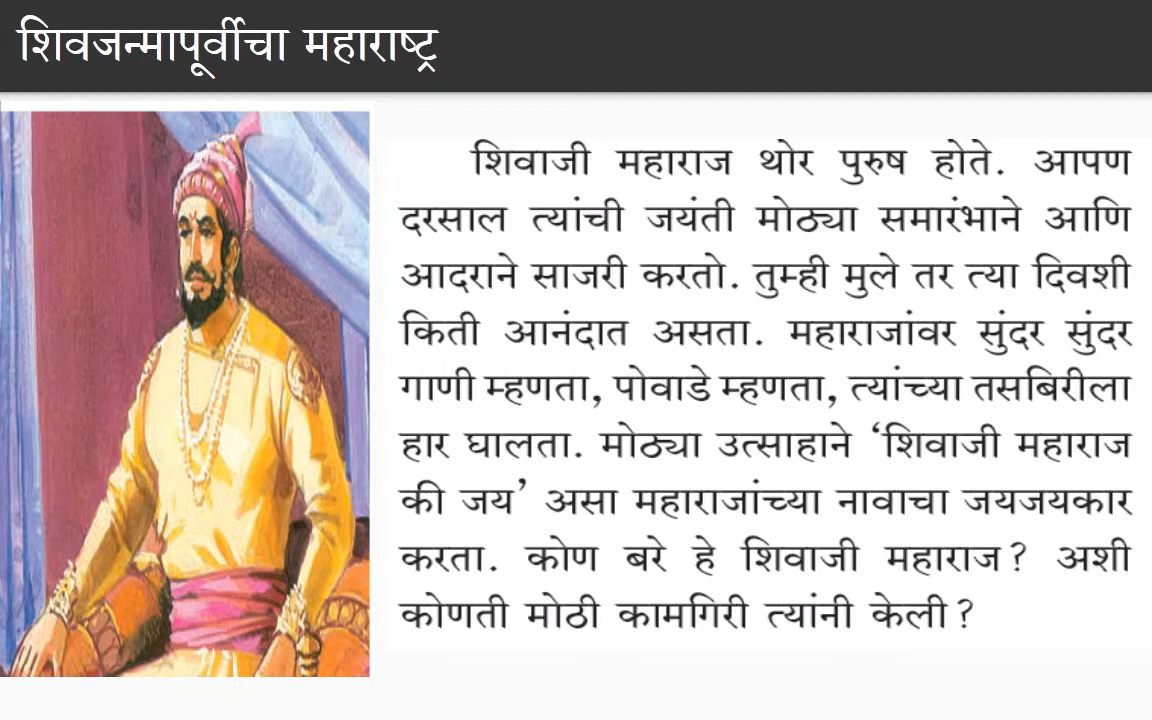 शिवजन्मापूर्वीचा महाराष्ट्र
शिवाजी महाराज थोर पुरुष होते. आपण
दरसाल त्यांची जयंती मोठ्या समारंभाने आणि
आदराने साजरी करतो. तुम्ही मुले तर त्या दिवशी
किती आनंदात असता. महाराजांवर सुंदर सुंदर
गाणी म्हणता, पोवाडे म्हणता, त्यांच्या तसबिरीला
हार घालता. मोठ्या उत्साहाने ‘शिवाजी महाराज
की जय’ असा महाराजांच्या नावाचा जयजयकार
करता. कोण बरे हे शिवाजी महाराज? अशी
कोणती मोठी कामगिरी त्यांनी केली?